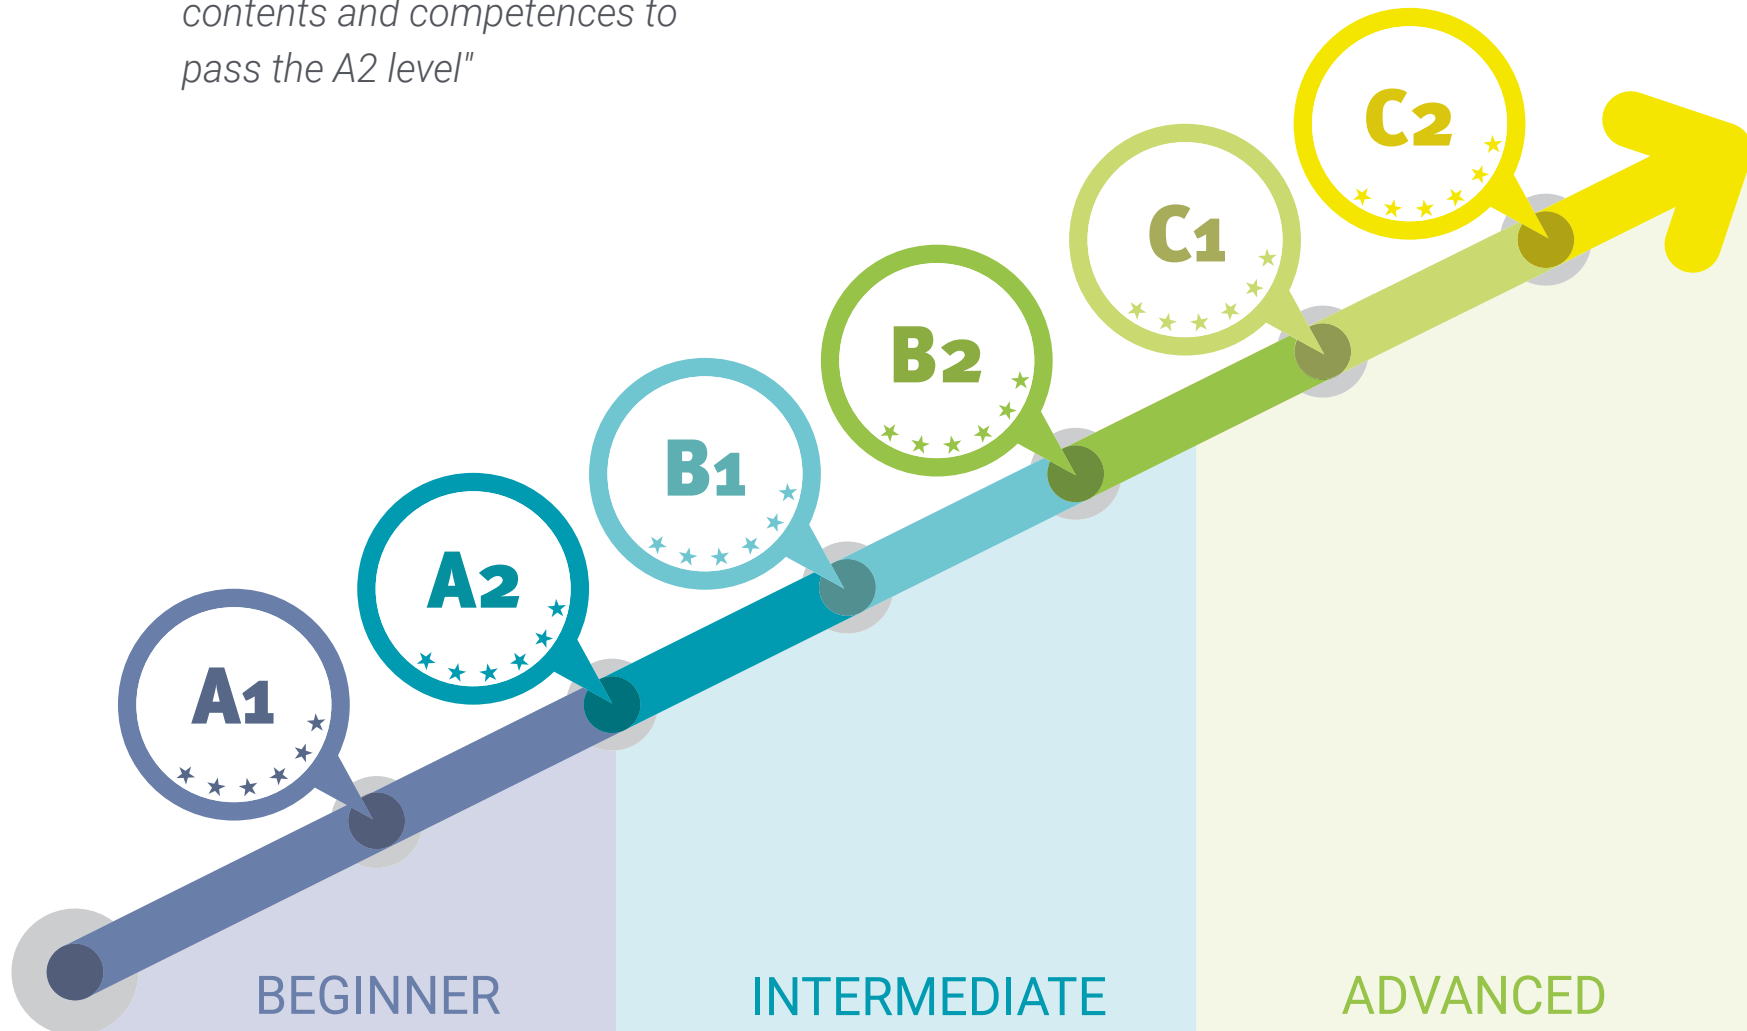 contents and competences to
pass the A2 level"
C2
C1
B2
B1
A2
A1
BEGINNER
INTERMEDIATE
ADVANCED